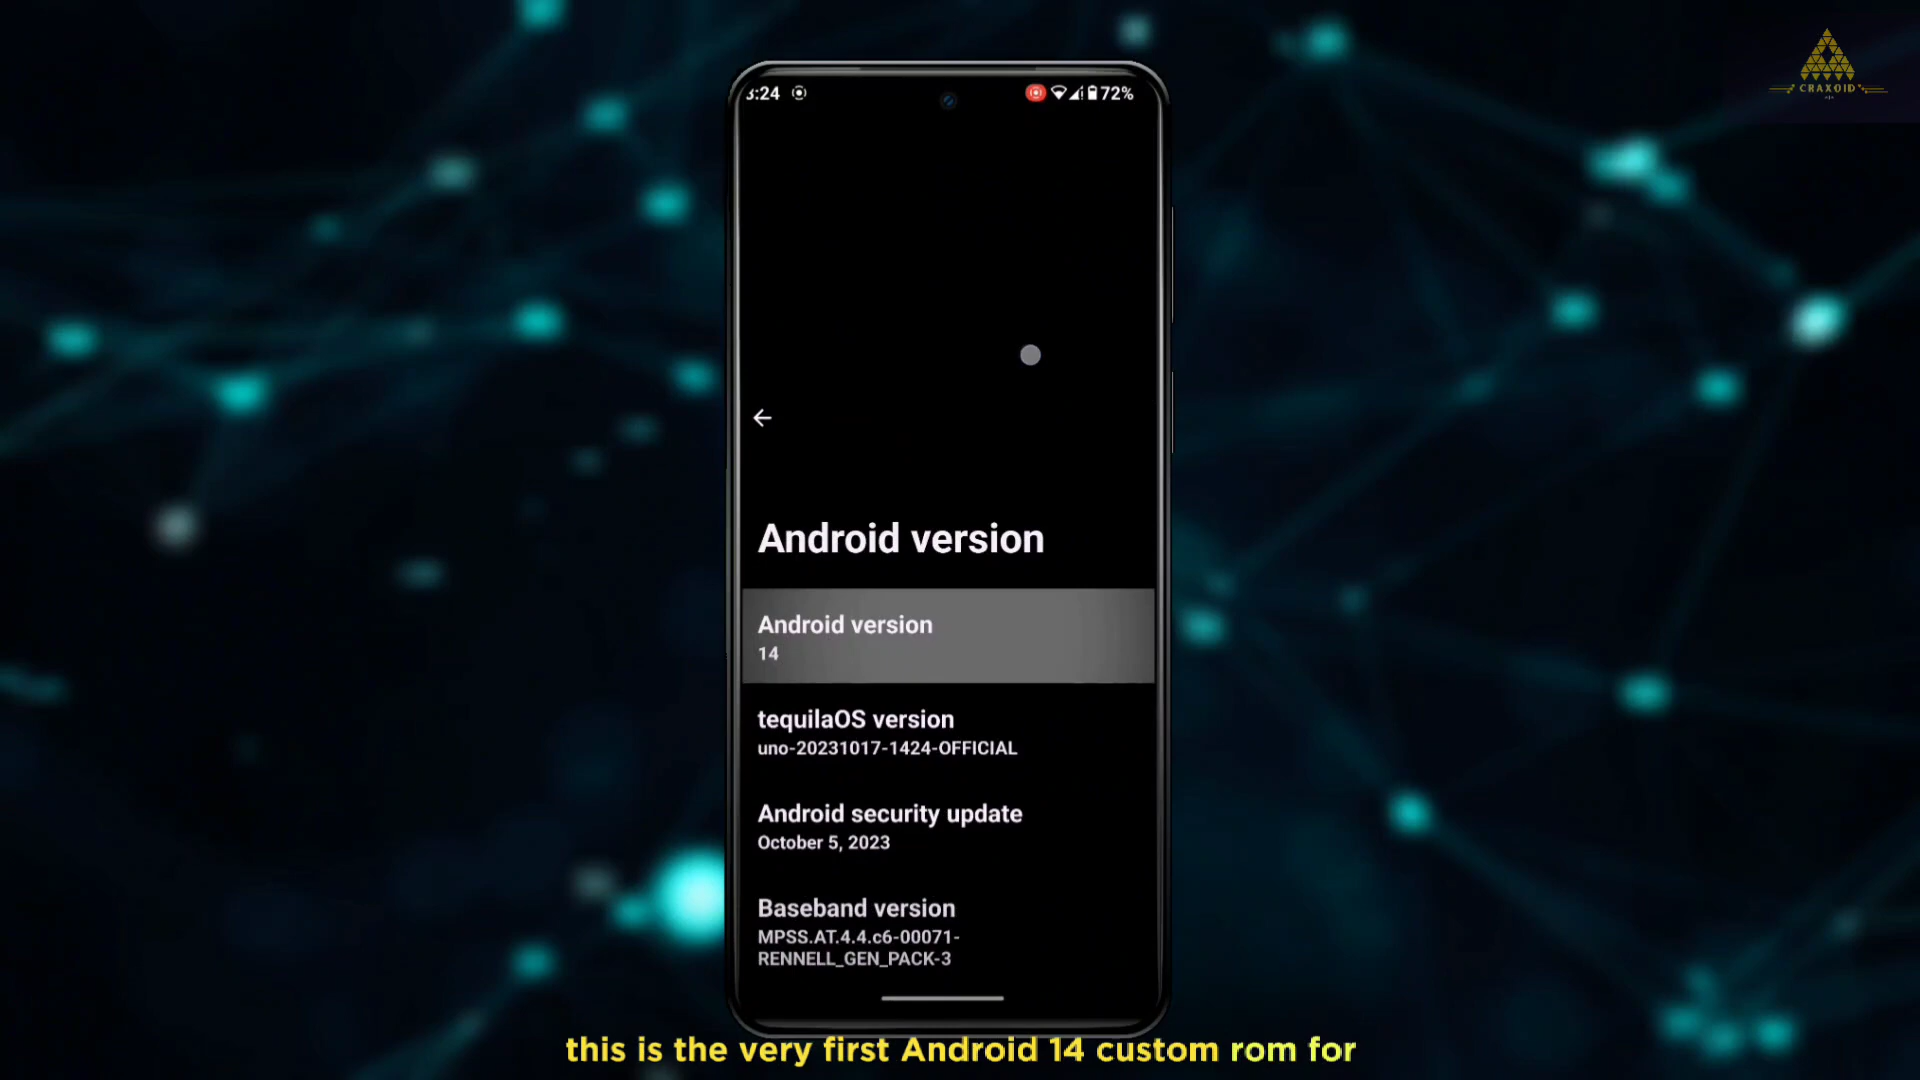 3:24
72%
CRAXOID
Android version
Android version
14
tequilaOS version
uno-20231017-1424-OFFICIAL
Android security update
October 5, 2023
Baseband version
MPSS.AT.4.4.c6-00071-
RENNELL_GEN_PACK-3
this is the very first Android 14 custom rom for